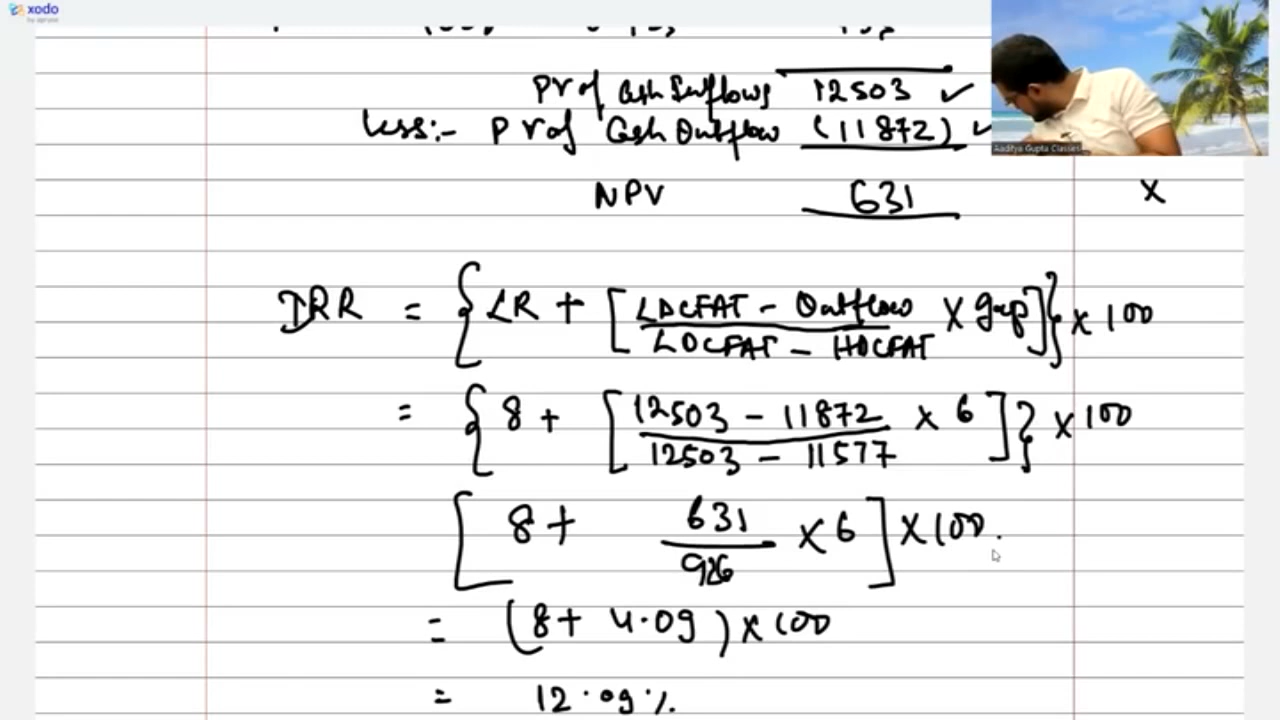 xodo
by apryse
PV of Cash Inflows 12503 ✓
Less:- PV of Cash Outflow (11872) ✓
Aaditya Gupta Classes
NPV 631 X
IRR = { LR + [ LDCFAT - Outflow / LDCFAT - HDCFAT X gap ] } X 100
= { 8 + [ 12503 - 11872 / 12503 - 11577 X 6 ] } X 100
[ 8 + 631 / 926 X 6 ] X 100.
= (8 + 4.09) X 100
= 12.09%